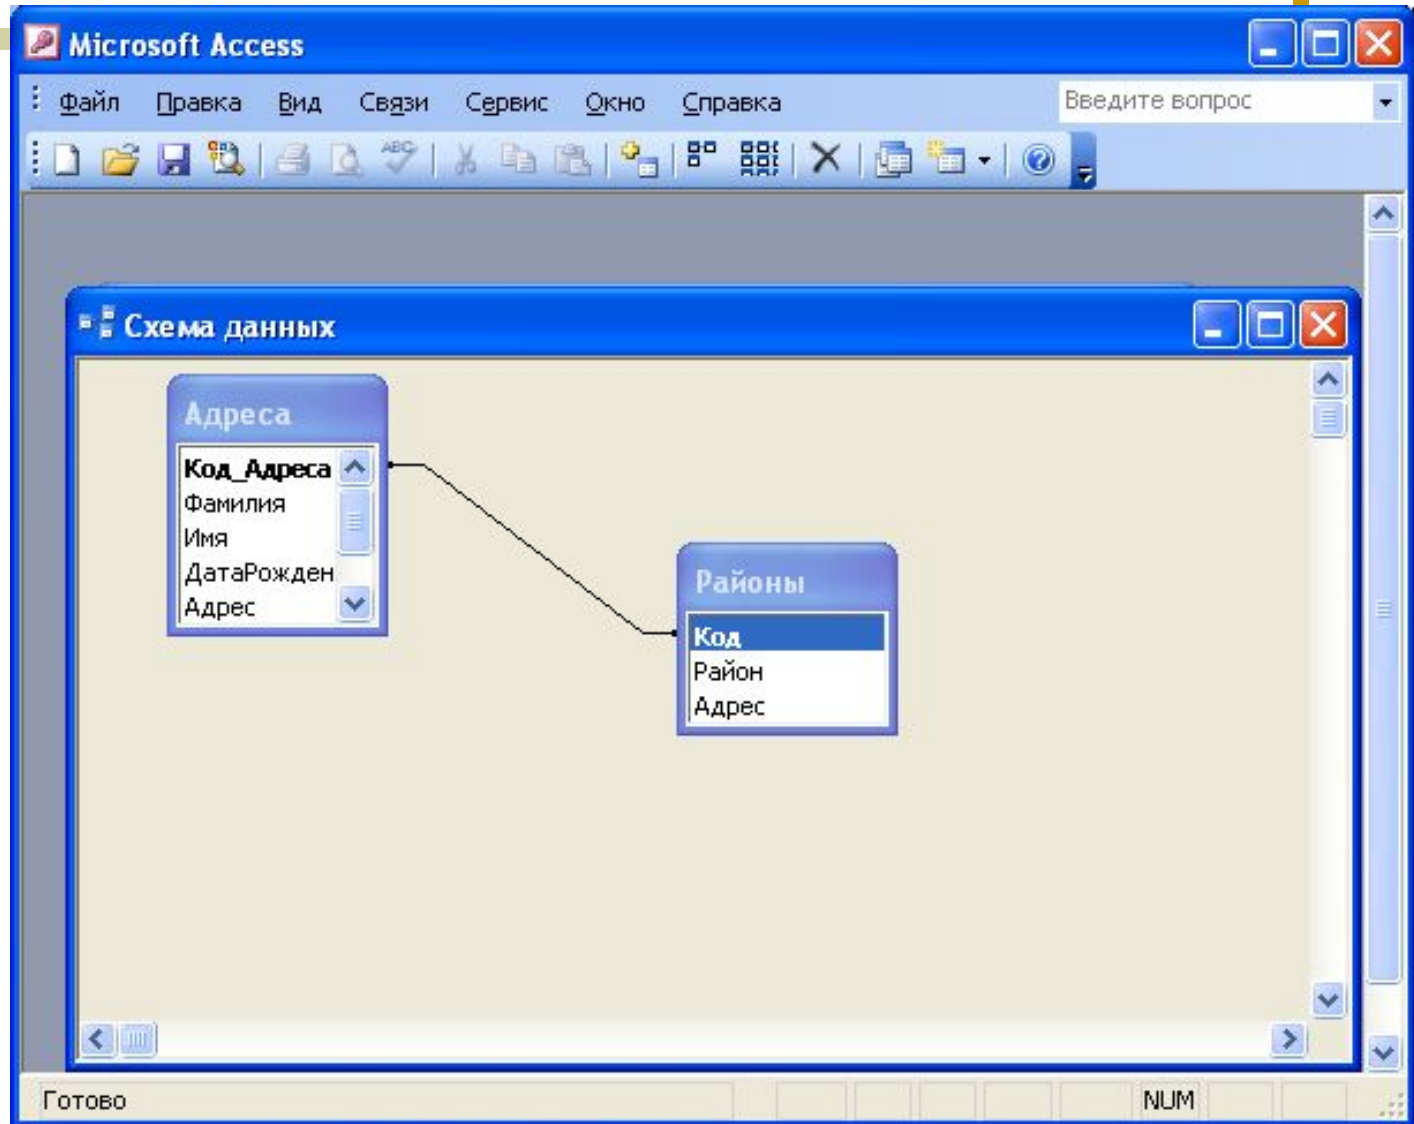 Microsoft Access
Файл Правка Вид Связи Сервис Окно Справка Введите вопрос
ABC
Схема данных
Адреса
Код_Адреса
Фамилия
Имя
ДатаРожден
Адрес
Районы
Код
Район
Адрес
Готово NUM